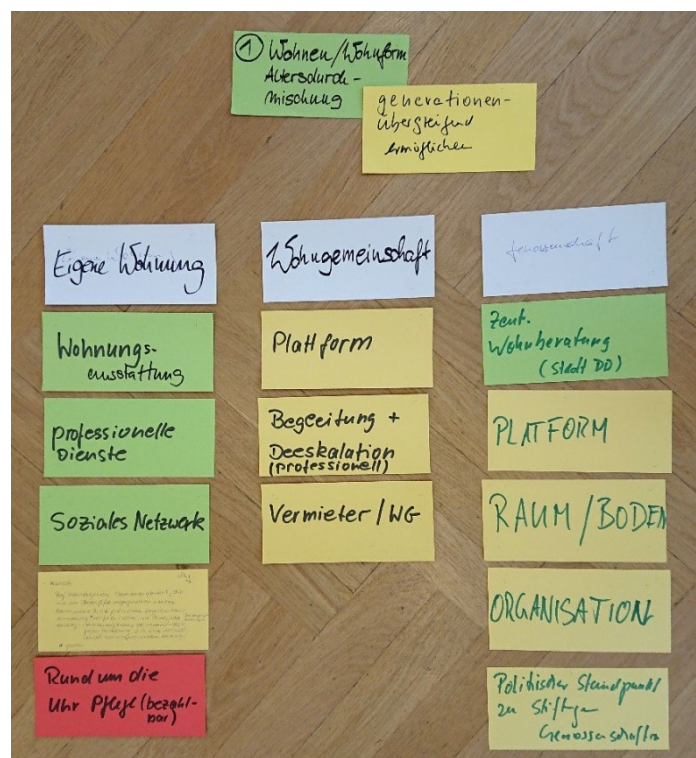 ① Wohnen/Wohnform
Altersdurch-
mischung
generationen-
übergreifend
ermöglichen
Eigene Wohnung
Wohnungs-
ausstattung
professionelle
Dienste
Soziales Netzwerk
Rund um die
Uhr Pflege (bezahl-
bar)
Wohngemeinschaft
Plattform
Begleitung +
Deeskalation
(professionell)
Vermieter / WG
Genossenschaft
Zent.
Wohnberatung
(Stadt DD)
PLATFORM
RAUM / BODEN
ORGANISATION
Politischer Standpunkt
zu Stiftgn
Genossenschaften